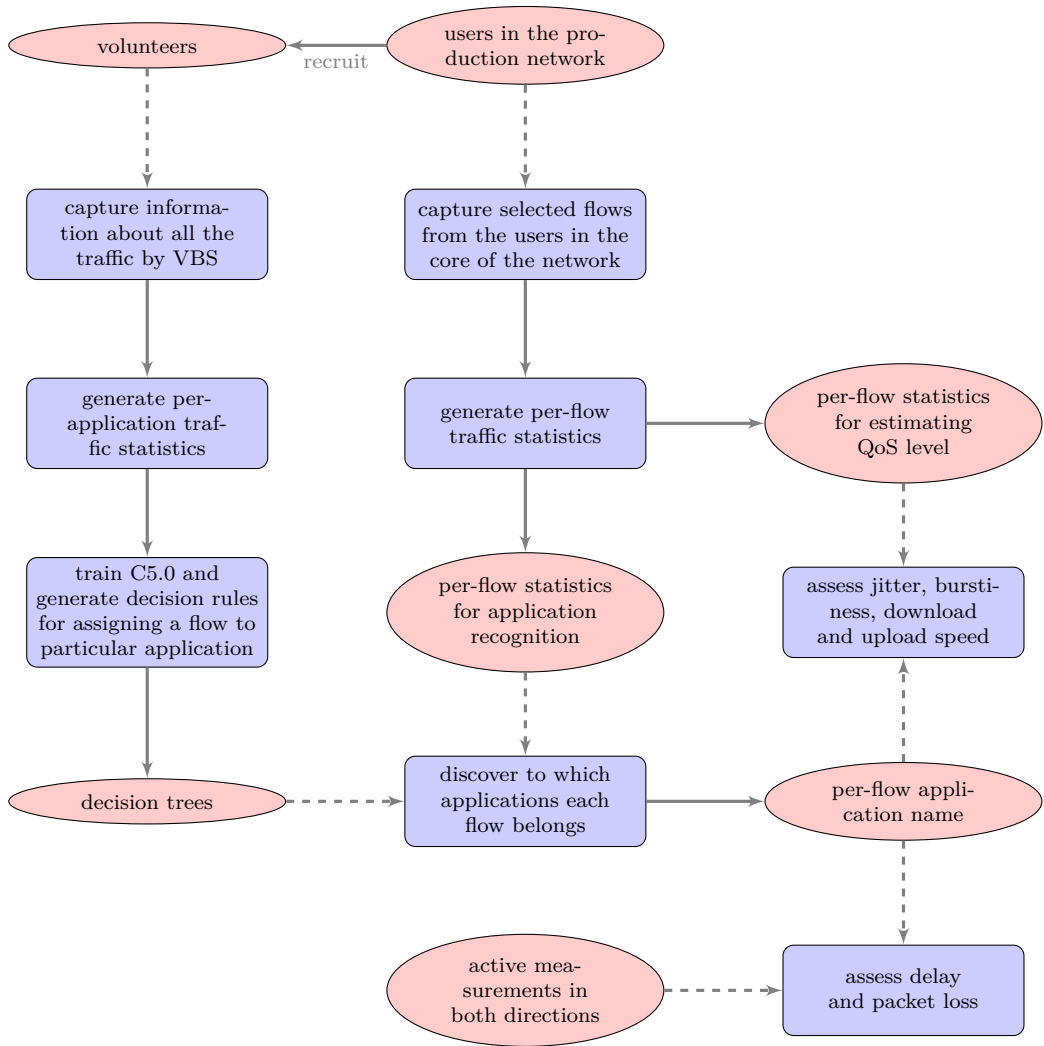 volunteers
users in the pro-
duction network
recruit
capture informa-
tion about all the
traffic by VBS
capture selected flows
from the users in the
core of the network
generate per-
application traf-
fic statistics
generate per-flow
traffic statistics
per-flow statistics
for estimating
QoS level
train C5.0 and
generate decision rules
for assigning a flow to
particular application
per-flow statistics
for application
recognition
assess jitter, bursti-
ness, download
and upload speed
decision trees
discover to which
applications each
flow belongs
per-flow appli-
cation name
active mea-
surements in
both directions
assess delay
and packet loss